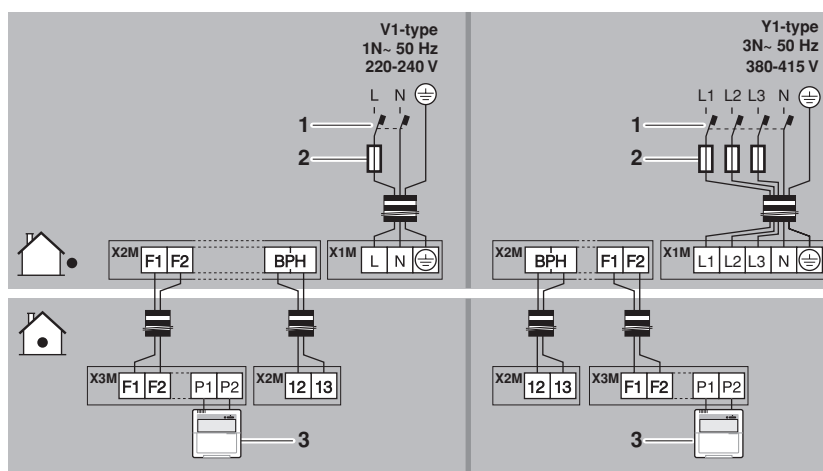 V1-type
1N~ 50 Hz
220-240 V
L N
1
2
X2M F1 F2 BPH X1M L N
X3M F1 F2 P1 P2 X2M 12 13
3
Y1-type
3N~ 50 Hz
380-415 V
L1 L2 L3 N
1
2
X2M BPH F1 F2 X1M L1 L2 L3 N
X2M 12 13 X3M F1 F2 P1 P2
3